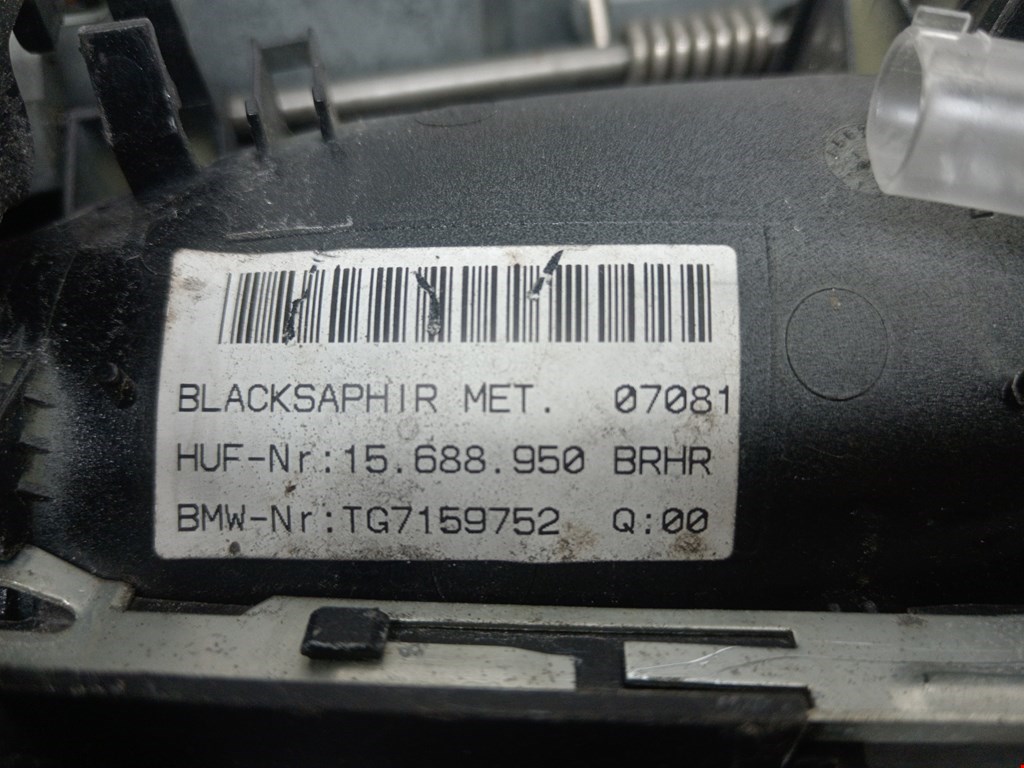 BLACKSAPHIR MET. 07081
HUF-Nr:15.688.950 BRHR
BMW-Nr:TG7159752 Q:00